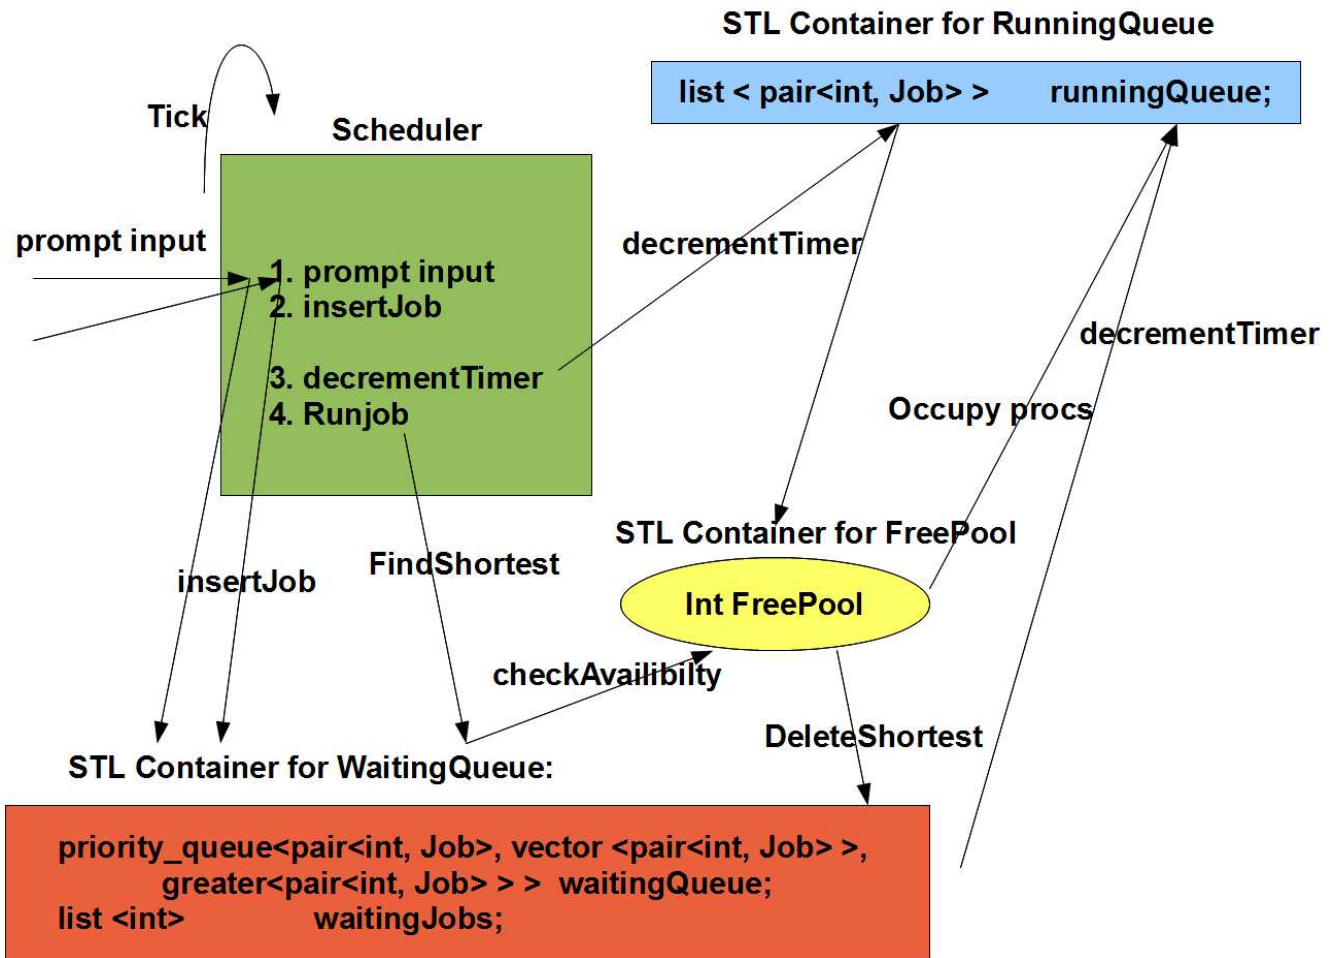 STL Container for RunningQueue
list < pair<int, Job> > runningQueue;
Tick
Scheduler
prompt input
1. prompt input
2. insertJob
3. decrementTimer
4. Runjob
decrementTimer
decrementTimer
Occupy procs
STL Container for FreePool
Int FreePool
FindShortest
insertJob
checkAvailibilty
DeleteShortest
STL Container for WaitingQueue:
priority_queue<pair<int, Job>, vector <pair<int, Job> >,
greater<pair<int, Job> > > waitingQueue;
list <int> waitingJobs;